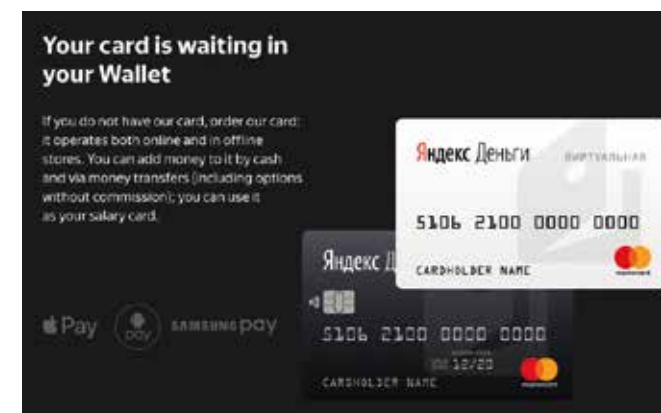 Your card is waiting in
your Wallet
If you do not have our card, order our card:
it operates both online and in offline
stores. You can add money to it by cash
and via money transfers (including options
without commission); you can use it
as your salary card.
Pay
pay
SAMSUNG pay
Яндекс Деньги
ВИРТУАЛЬНАЯ
5106 2100 0000 0000
CARDHOLDER NAME
mastercard
Яндекс Д
5106 2100 0000 0000
12/20
CARDHOLDER NAME
mastercard